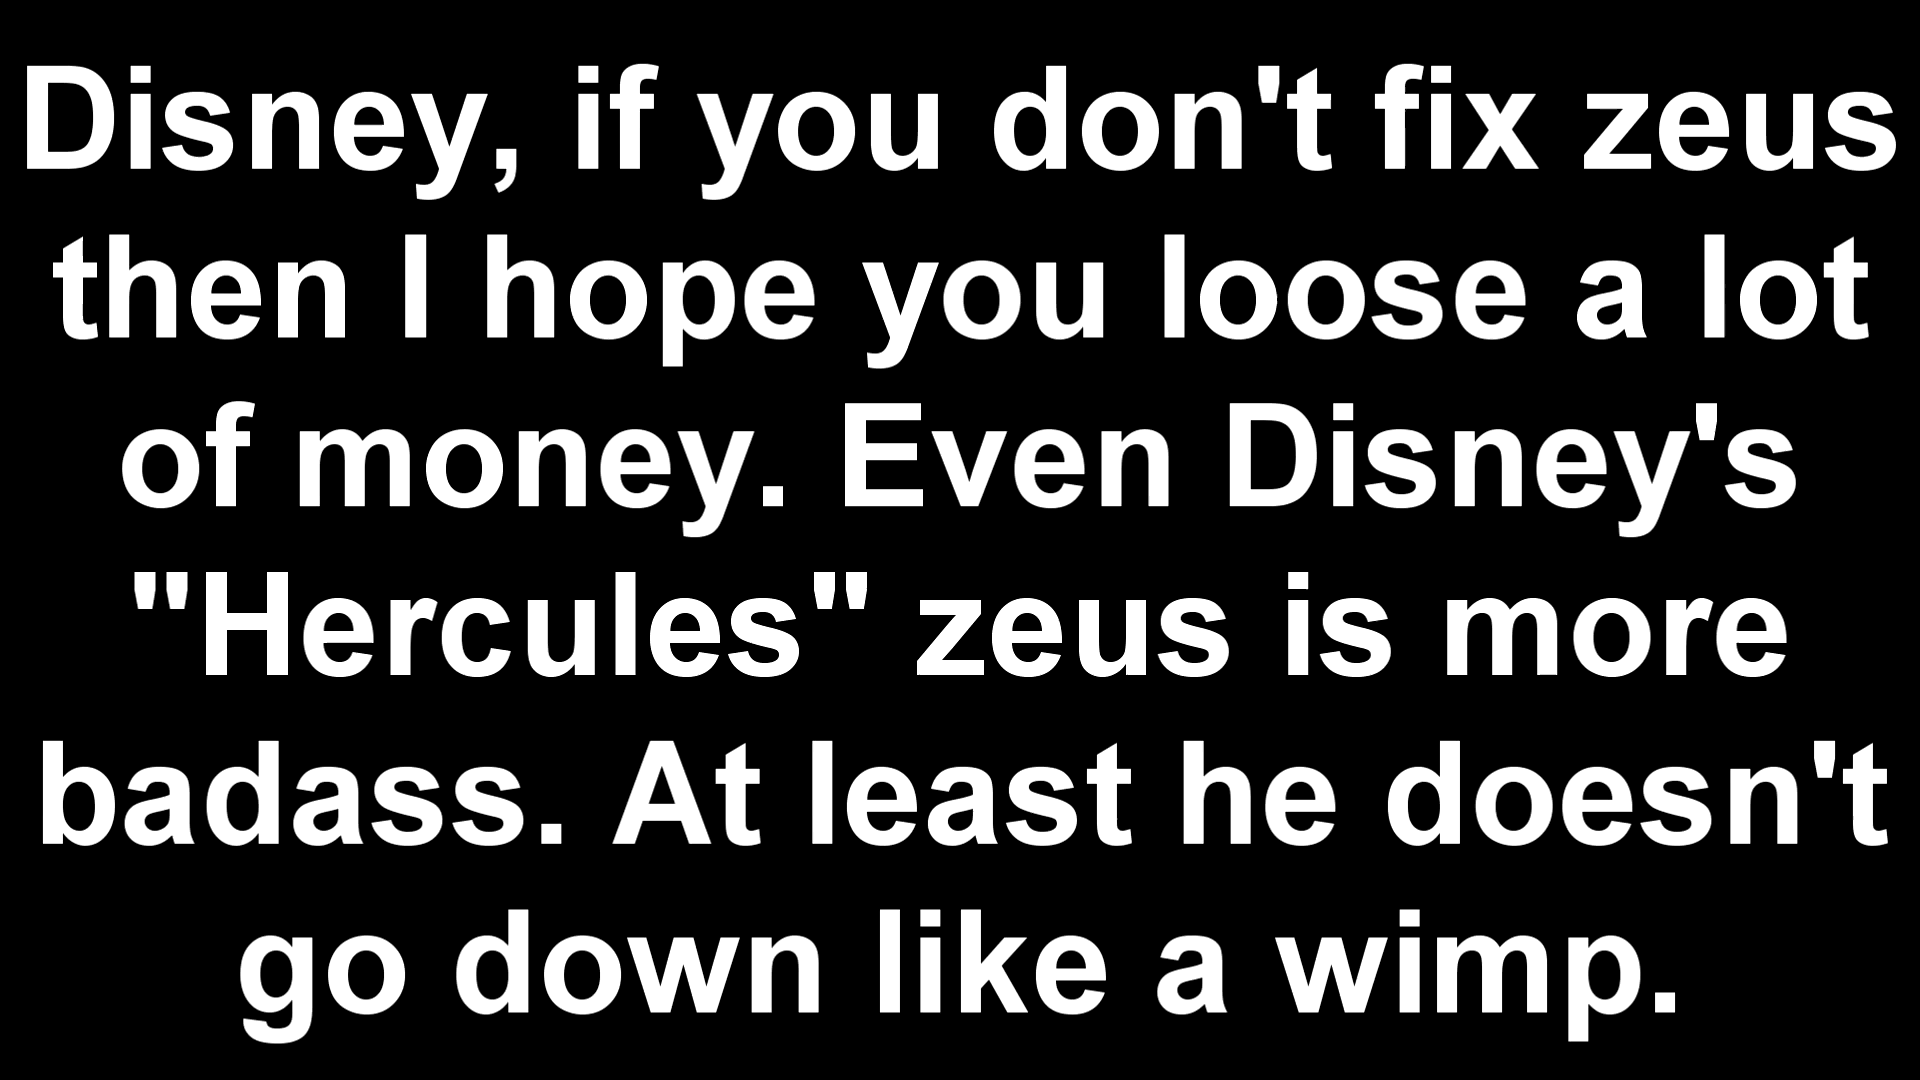 Disney, if you don't fix zeus
then I hope you loose a lot
of money. Even Disney's
"Hercules" zeus is more
badass. At least he doesn't
go down like a wimp.